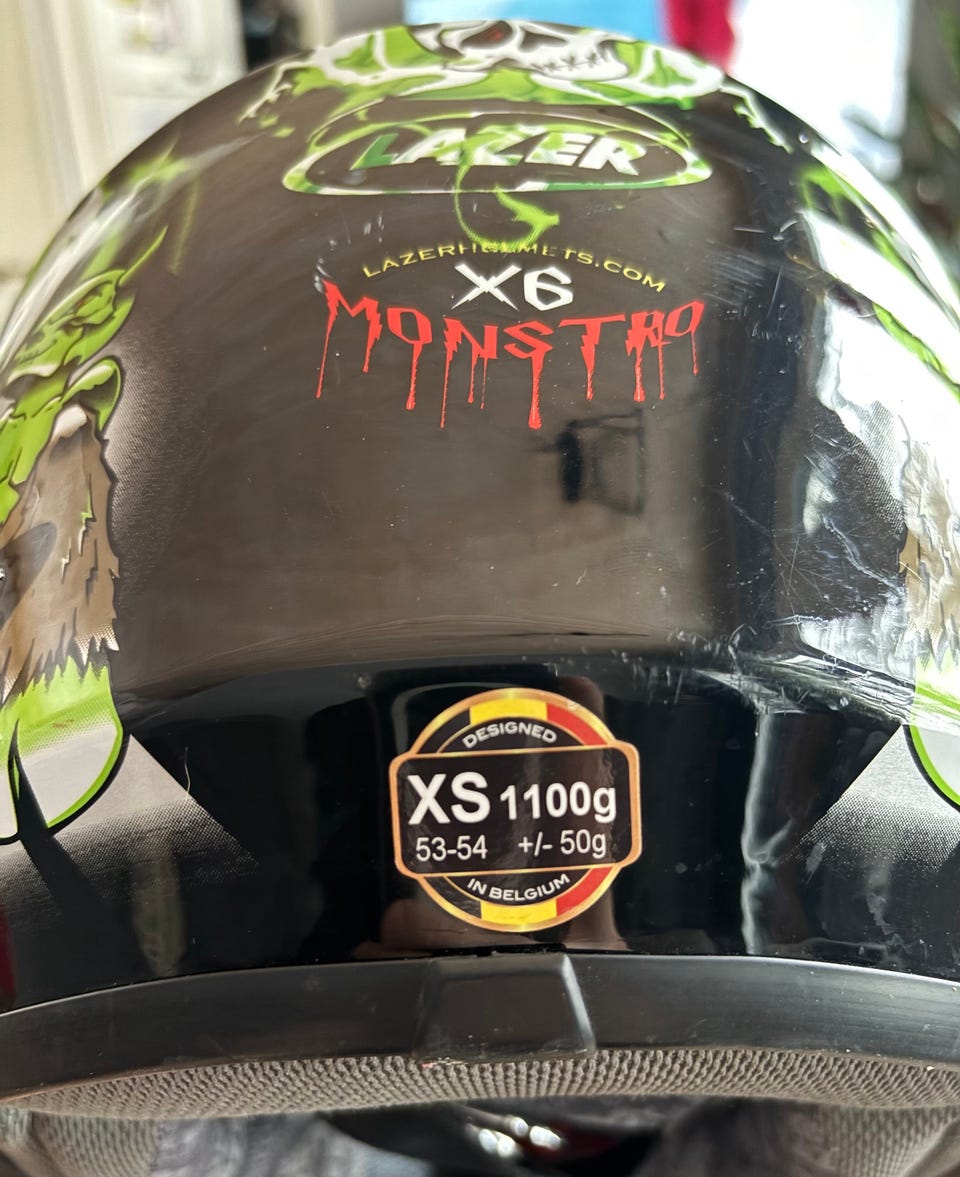 LAZER
LAZERHELMETS.COM
X6
MONSTRO
DESIGNED
XS 1100g
53-54 +/- 50g
IN BELGIUM